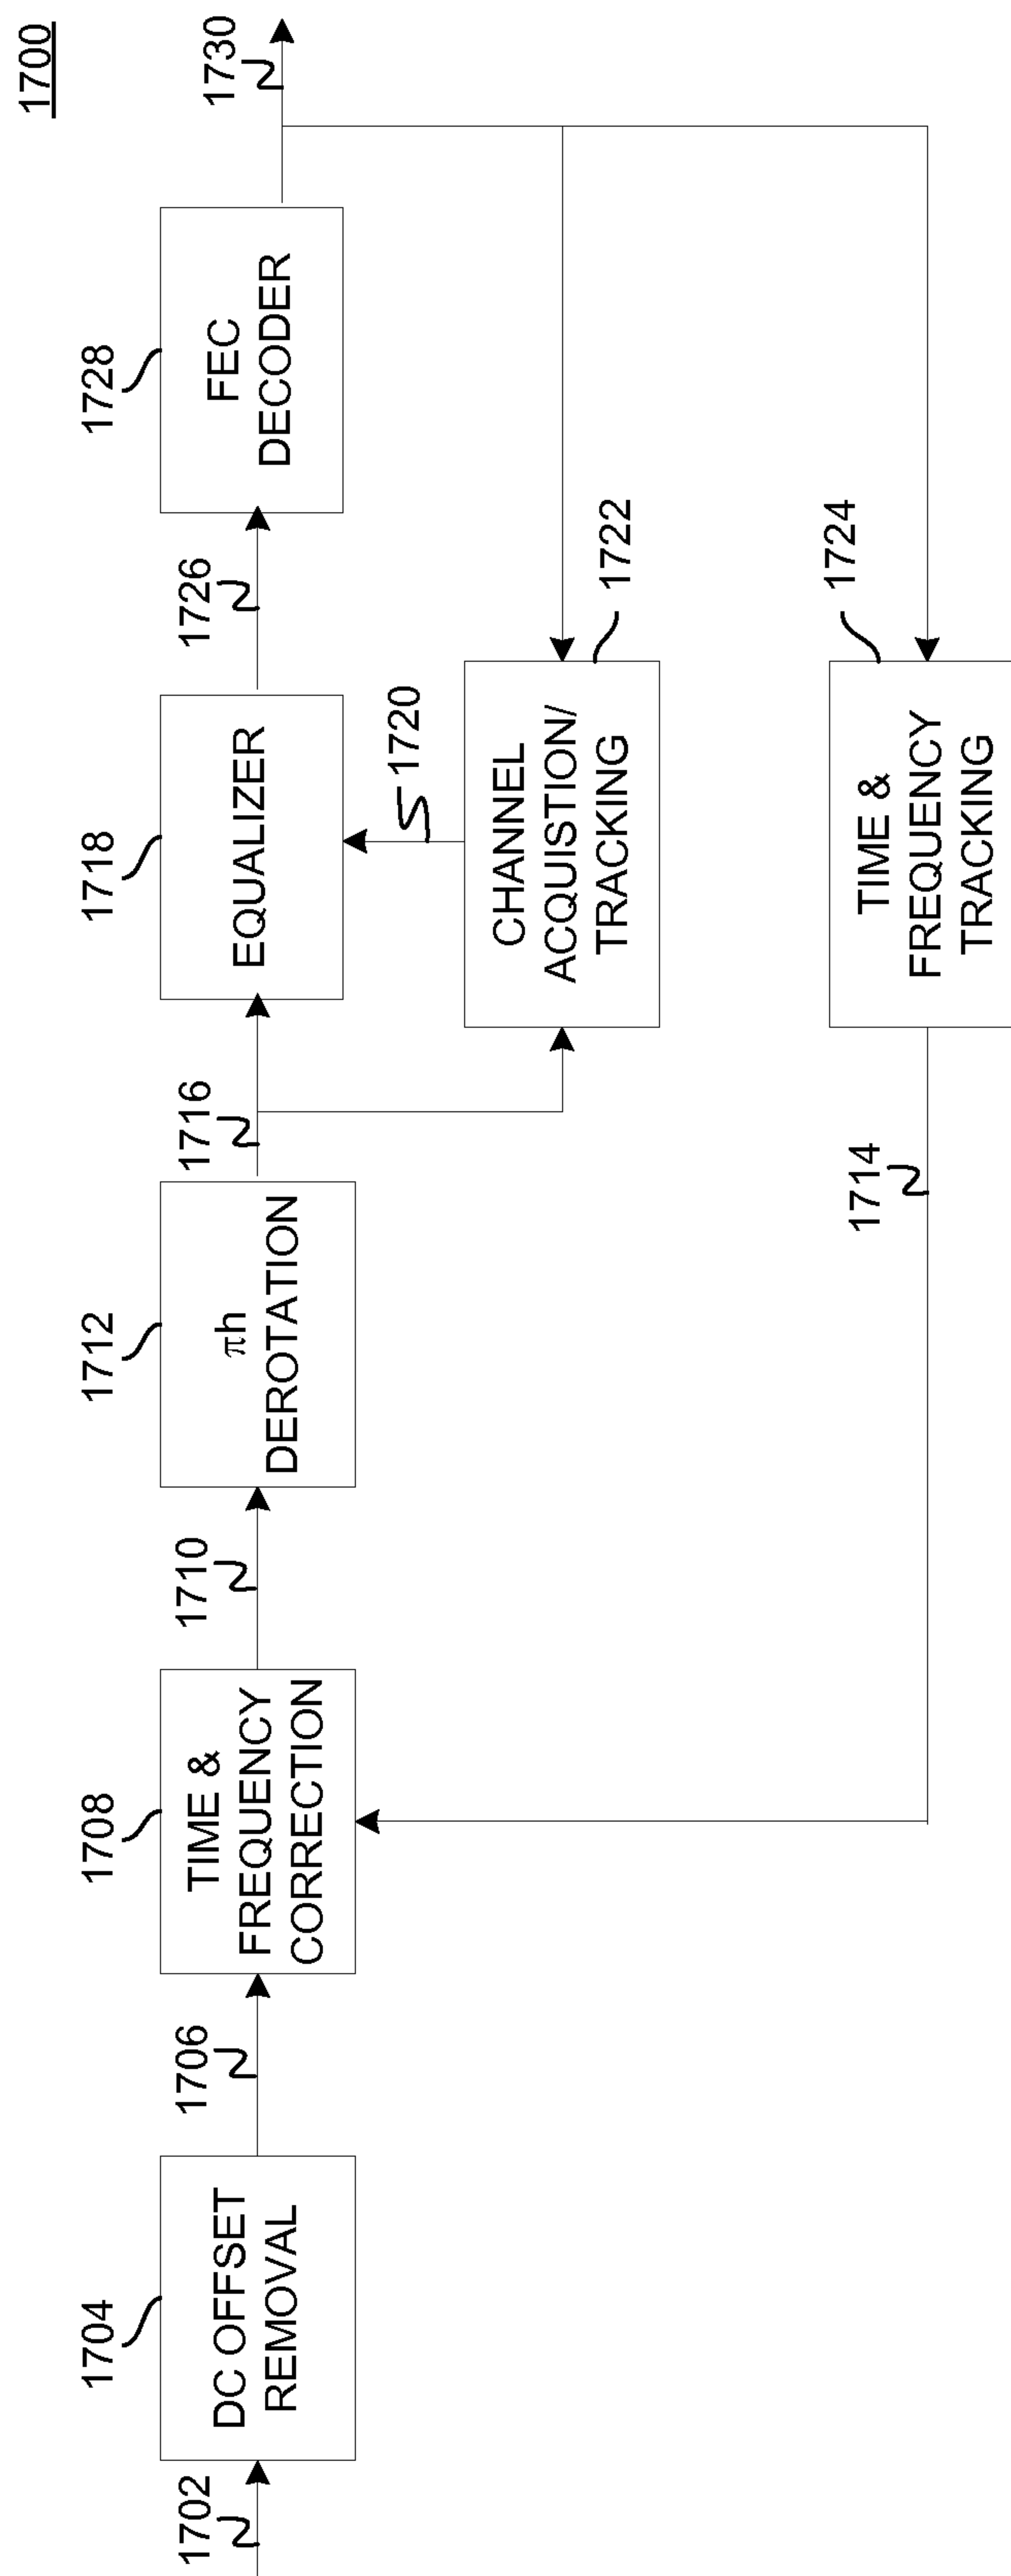 1700
1702
1704
DC OFFSET
REMOVAL
1706
1708
TIME &
FREQUENCY
CORRECTION
1710
1712
πh
DEROTATION
1716
1718
EQUALIZER
1726
1728
FEC
DECODER
1730
1720
CHANNEL
ACQUISTION/
TRACKING
1722
1714
TIME &
FREQUENCY
TRACKING
1724